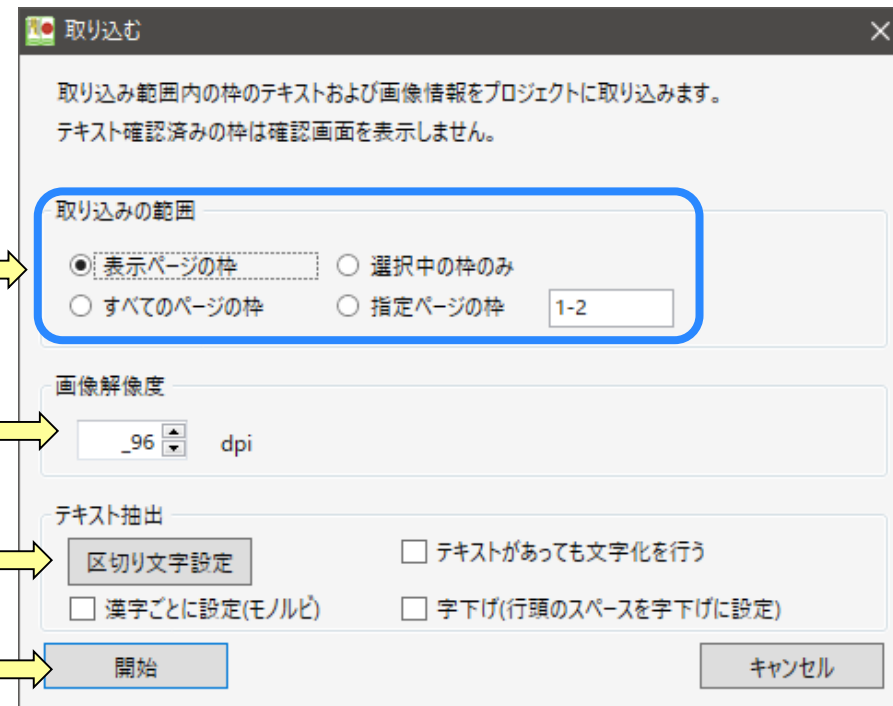 取り込む
取り込み範囲内の枠のテキストおよび画像情報をプロジェクトに取り込みます。
テキスト確認済みの枠は確認画面を表示しません。
取り込みの範囲
表示ページの枠
選択中の枠のみ
すべてのページの枠
指定ページの枠 1-2
画像解像度
_96 dpi
テキスト抽出
区切り文字設定
テキストがあっても文字化を行う
漢字ごとに設定(モノルビ)
字下げ(行頭のスペースを字下げに設定)
開始
キャンセル